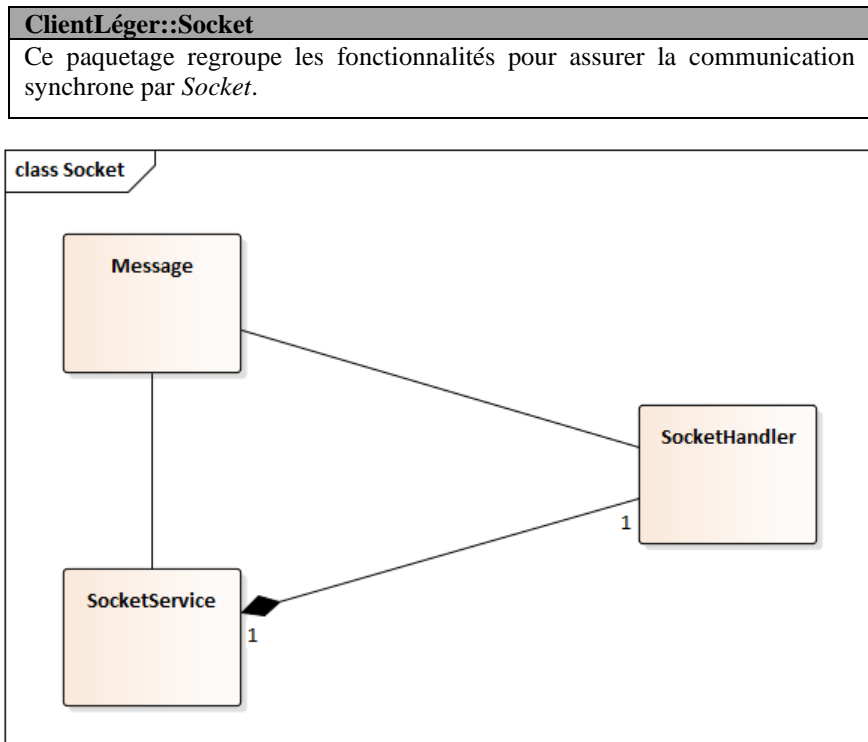 ClientLéger::Socket
Ce paquetage regroupe les fonctionnalités pour assurer la communication
synchrone par Socket.
class Socket
Message
SocketHandler
1
SocketService
1